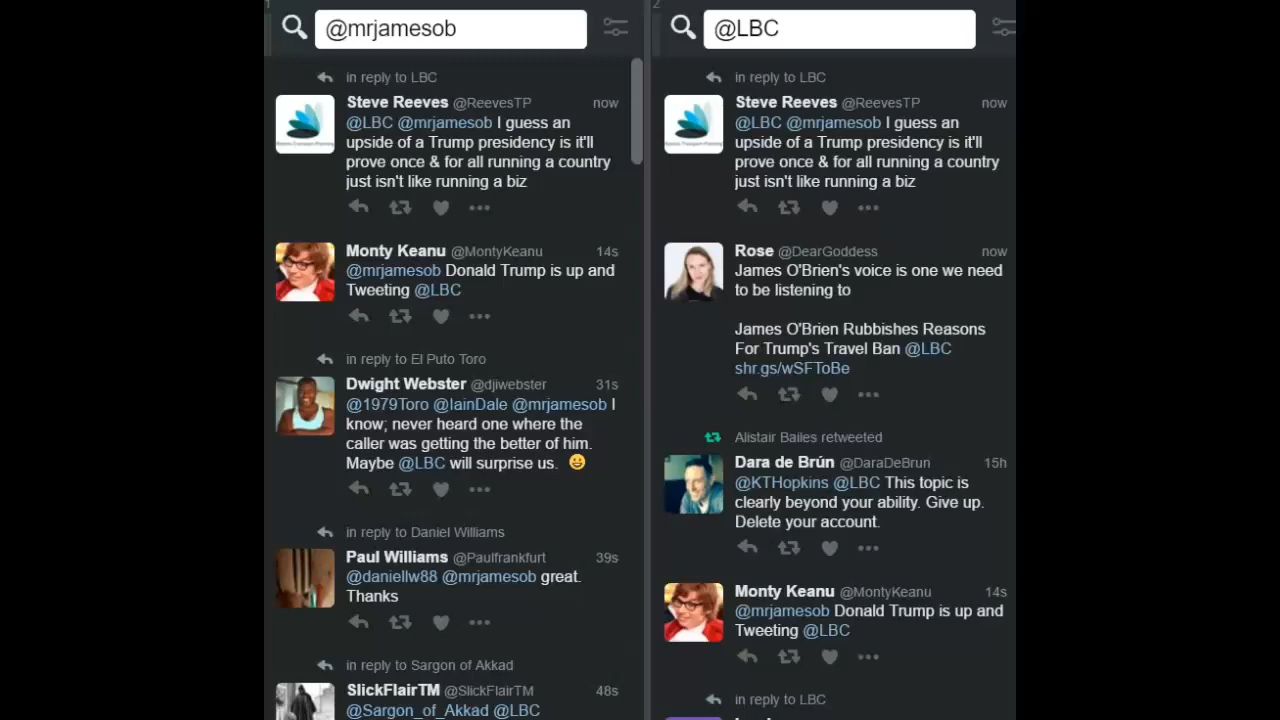 1
@mrjamesob
in reply to LBC
Steve Reeves @ReevesTP now
@LBC @mrjamesob I guess an
upside of a Trump presidency is it'll
prove once & for all running a country
just isn't like running a biz
Monty Keanu @MontyKeanu 14s
@mrjamesob Donald Trump is up and
Tweeting @LBC
in reply to El Puto Toro
Dwight Webster @djiwebster 31s
@1979Toro @IainDale @mrjamesob I
know; never heard one where the
caller was getting the better of him.
Maybe @LBC will surprise us. 😀
in reply to Daniel Williams
Paul Williams @Paulfrankfurt 39s
@daniellw88 @mrjamesob great.
Thanks
in reply to Sargon of Akkad
SlickFlairTM @SlickFlairTM 48s
@Sargon_of_Akkad @LBC
2
@LBC
in reply to LBC
Steve Reeves @ReevesTP now
@LBC @mrjamesob I guess an
upside of a Trump presidency is it'll
prove once & for all running a country
just isn't like running a biz
Rose @DearGoddess now
James O'Brien's voice is one we need
to be listening to
James O'Brien Rubbishes Reasons
For Trump's Travel Ban @LBC
shr.gs/wSFToBe
Alistair Bailes retweeted
Dara de Brún @DaraDeBrun 15h
@KTHopkins @LBC This topic is
clearly beyond your ability. Give up.
Delete your account.
Monty Keanu @MontyKeanu 14s
@mrjamesob Donald Trump is up and
Tweeting @LBC
in reply to LBC